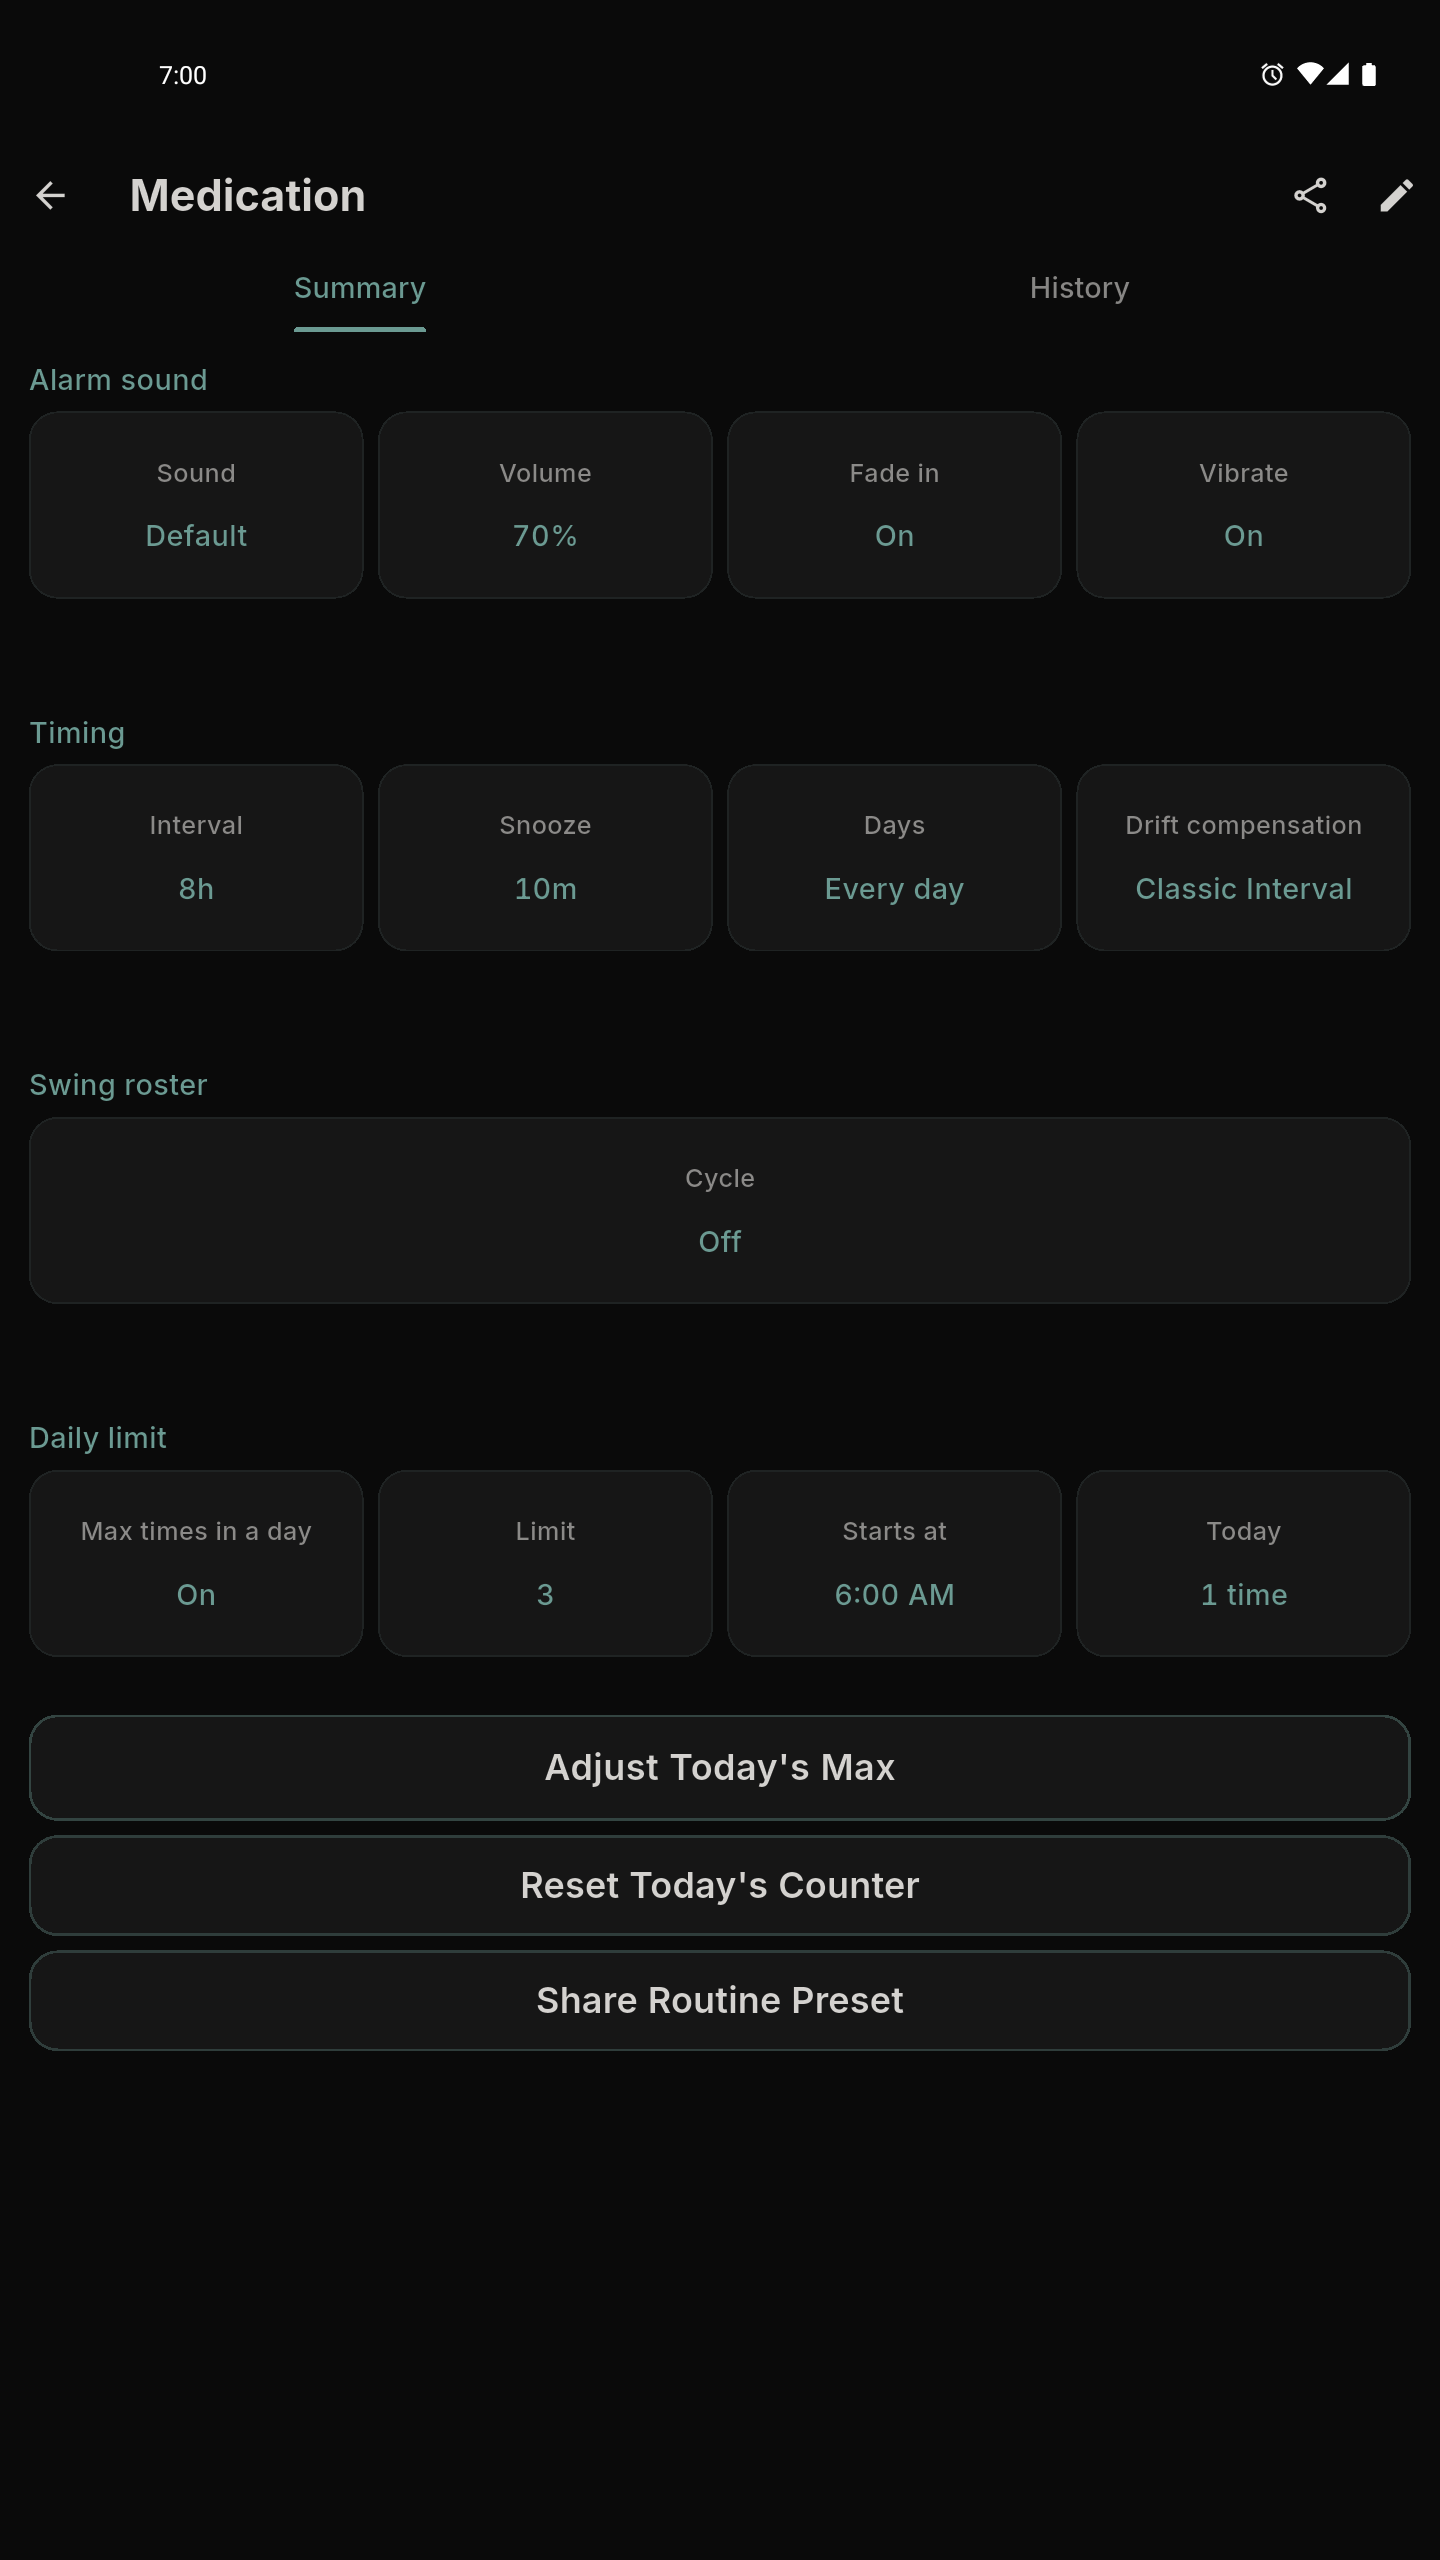 7:00
Medication
Summary
History
Alarm sound
Sound
Volume
Fade in
Vibrate
Default
70%
On
On
Timing
Interval
Snooze
Days
Drift compensation
8h
10m
Every day
Classic Interval
Swing roster
Cycle
Off
Daily limit
Max times in a day
Limit
Starts at
Today
On
3
6:00 AM
1 time
Adjust Today's Max
Reset Today's Counter
Share Routine Preset